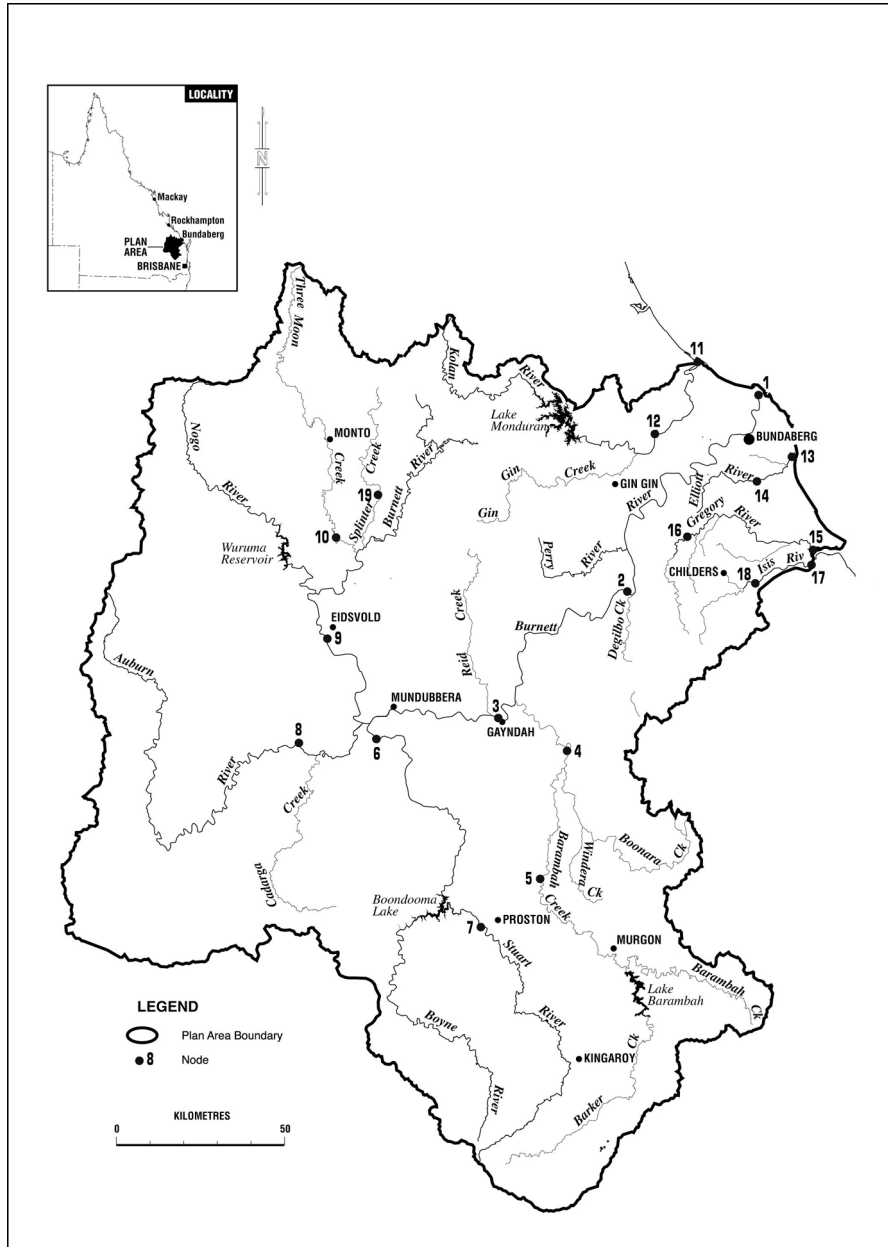 LOCALITY
N
Mackay
Rockhampton
Bundaberg
PLAN
AREA
BRISBANE
Three Moon
Creek
Kolan
River
Lake
Monduran
11
1
12
BUNDABERG
13
14
Nogo
River
MONTO
Creek
19
Splinter
Burnett
River
Gin
Gin
Creek
GIN GIN
River
Elliott
River
16
Gregory
River
15
17
10
Wuruma
Reservoir
Perry
River
CHILDERS
18
Isis
Riv
2
Degilbo Ck
EIDSVOLD
9
Creek
Reid
Burnett
Auburn
River
MUNDUBBERA
3
GAYNDAH
8
6
4
Creek
Cadarga
Barambah
Creek
Windera
Ck
Boonara
Ck
5
Boondooma
Lake
7
PROSTON
Stuart
River
MURGON
Barambah
Ck
Lake
Barambah
Boyne
River
KINGAROY
Ck
Barker
LEGEND
Plan Area Boundary
8 Node
KILOMETRES
0 50